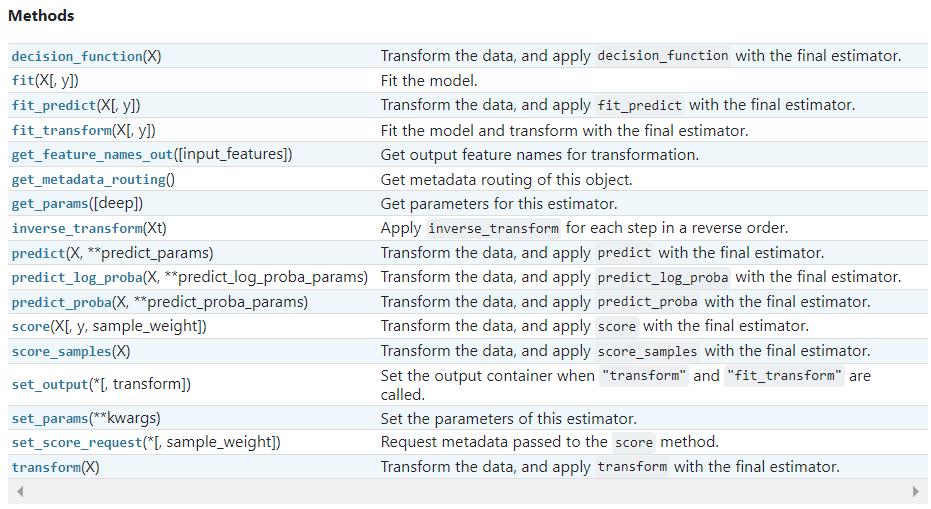 Methods
decision_function(X) Transform the data, and apply decision_function with the final estimator.
fit(X[, y]) Fit the model.
fit_predict(X[, y]) Transform the data, and apply fit_predict with the final estimator.
fit_transform(X[, y]) Fit the model and transform with the final estimator.
get_feature_names_out([input_features]) Get output feature names for transformation.
get_metadata_routing() Get metadata routing of this object.
get_params([deep]) Get parameters for this estimator.
inverse_transform(Xt) Apply inverse_transform for each step in a reverse order.
predict(X, **predict_params) Transform the data, and apply predict with the final estimator.
predict_log_proba(X, **predict_log_proba_params) Transform the data, and apply predict_log_proba with the final estimator.
predict_proba(X, **predict_proba_params) Transform the data, and apply predict_proba with the final estimator.
score(X[, y, sample_weight]) Transform the data, and apply score with the final estimator.
score_samples(X) Transform the data, and apply score_samples with the final estimator.
set_output(*[, transform]) Set the output container when "transform" and "fit_transform" are
called.
set_params(**kwargs) Set the parameters of this estimator.
set_score_request(*[, sample_weight]) Request metadata passed to the score method.
transform(X) Transform the data, and apply transform with the final estimator.